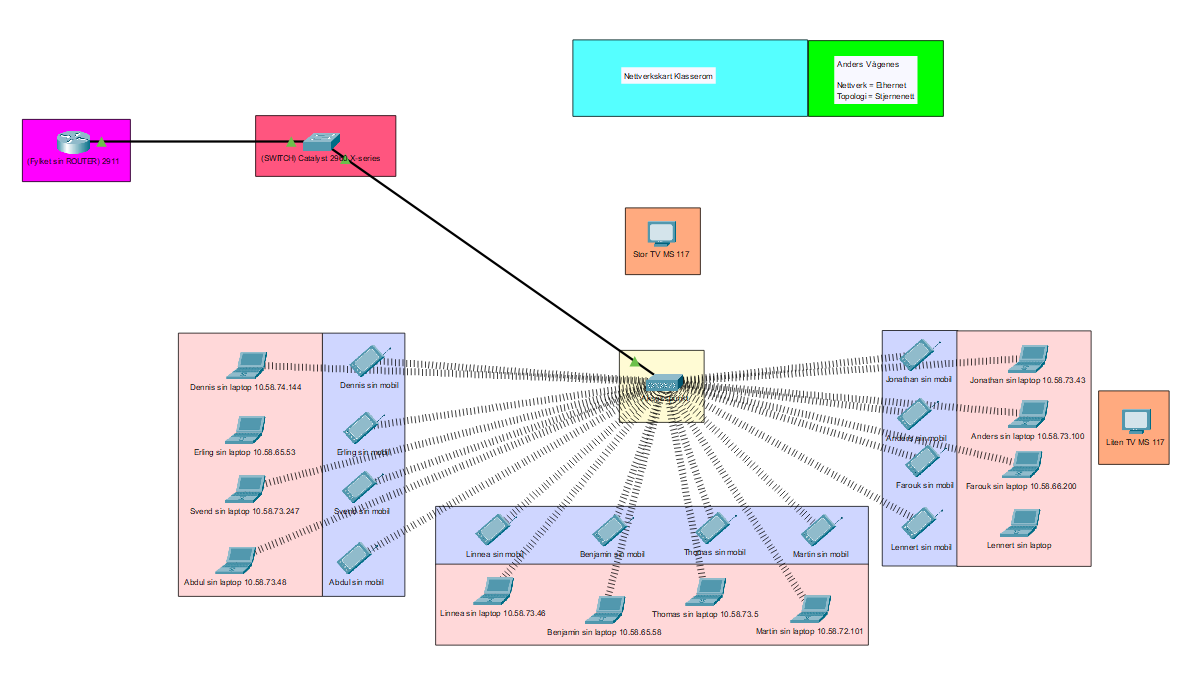 Nettverkskart Klasserom
Anders Vågenes
Nettverk = Ethernet
Topologi = Stjernenett
(Fylket sin ROUTER) 2911
(SWITCH) Catalyst 2960 X-series
Stor TV MS 117
Dennis sin laptop 10.58.74.144
Dennis sin mobil
Erling sin laptop 10.58.65.53
Erling sin mobil
Svend sin laptop 10.58.73.247
Svend sin mobil
Abdul sin laptop 10.58.73.48
Abdul sin mobil
Linnea sin mobil
Benjamin sin mobil
Thomas sin mobil
Martin sin mobil
Linnea sin laptop 10.58.73.46
Benjamin sin laptop 10.58.65.58
Thomas sin laptop 10.58.73.5
Martin sin laptop 10.58.72.101
Jonathan sin mobil
Jonathan sin laptop 10.58.73.43
Anders sin mobil
Anders sin laptop 10.58.73.100
Farouk sin mobil
Farouk sin laptop 10.58.66.200
Lennert sin mobil
Lennert sin laptop
Liten TV MS 117